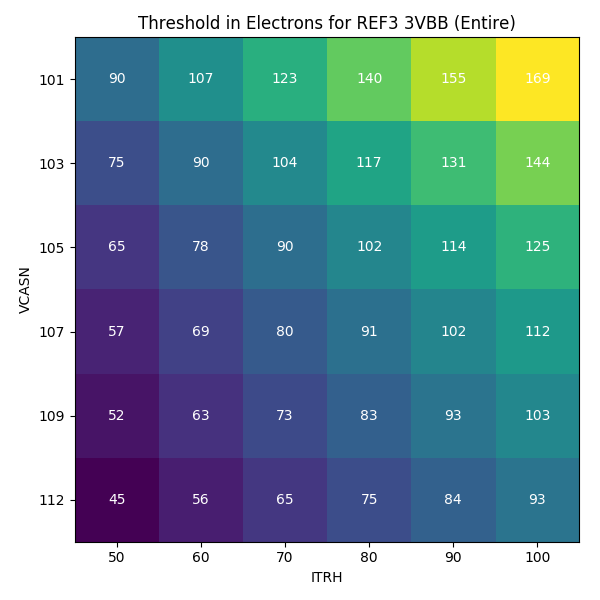 Threshold in Electrons for REF3 3VBB (Entire)
101 90 107 123 140 155 169
103 75 90 104 117 131 144
105 65 78 90 102 114 125
VCASN
107 57 69 80 91 102 112
109 52 63 73 83 93 103
112 45 56 65 75 84 93
50 60 70 80 90 100
ITRH